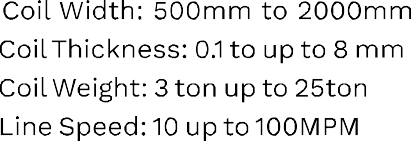 Coil Width: 500mm to 2000mm
Coil Thickness: 0.1 to up to 8 mm
Coil Weight: 3 ton up to 25ton
Line Speed: 10 up to 100MPM